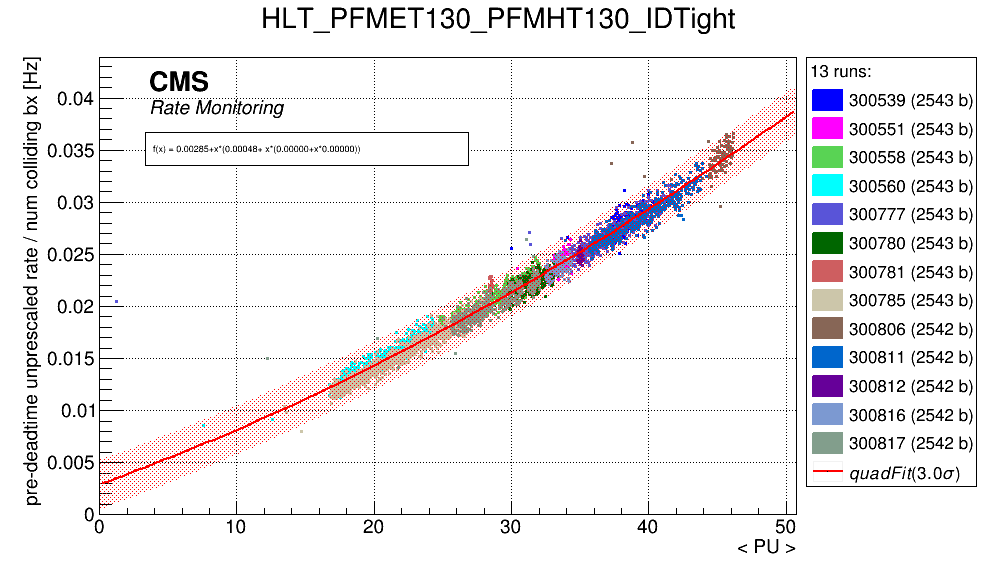 HLT_PFMET130_PFMHT130_IDTight
pre-deadtime unprescaled rate / num colliding bx [Hz]
CMS
Rate Monitoring
f(x) = 0.00285+x*(0.00048+ x*(0.00000+x*0.00000))
0.04
0.035
0.03
0.025
0.02
0.015
0.01
0.005
0
0 10 20 30 40 50
< PU >
13 runs:
300539 (2543 b)
300551 (2543 b)
300558 (2543 b)
300560 (2543 b)
300777 (2543 b)
300780 (2543 b)
300781 (2543 b)
300785 (2543 b)
300806 (2542 b)
300811 (2542 b)
300812 (2542 b)
300816 (2542 b)
300817 (2542 b)
quadFit(3.0σ)